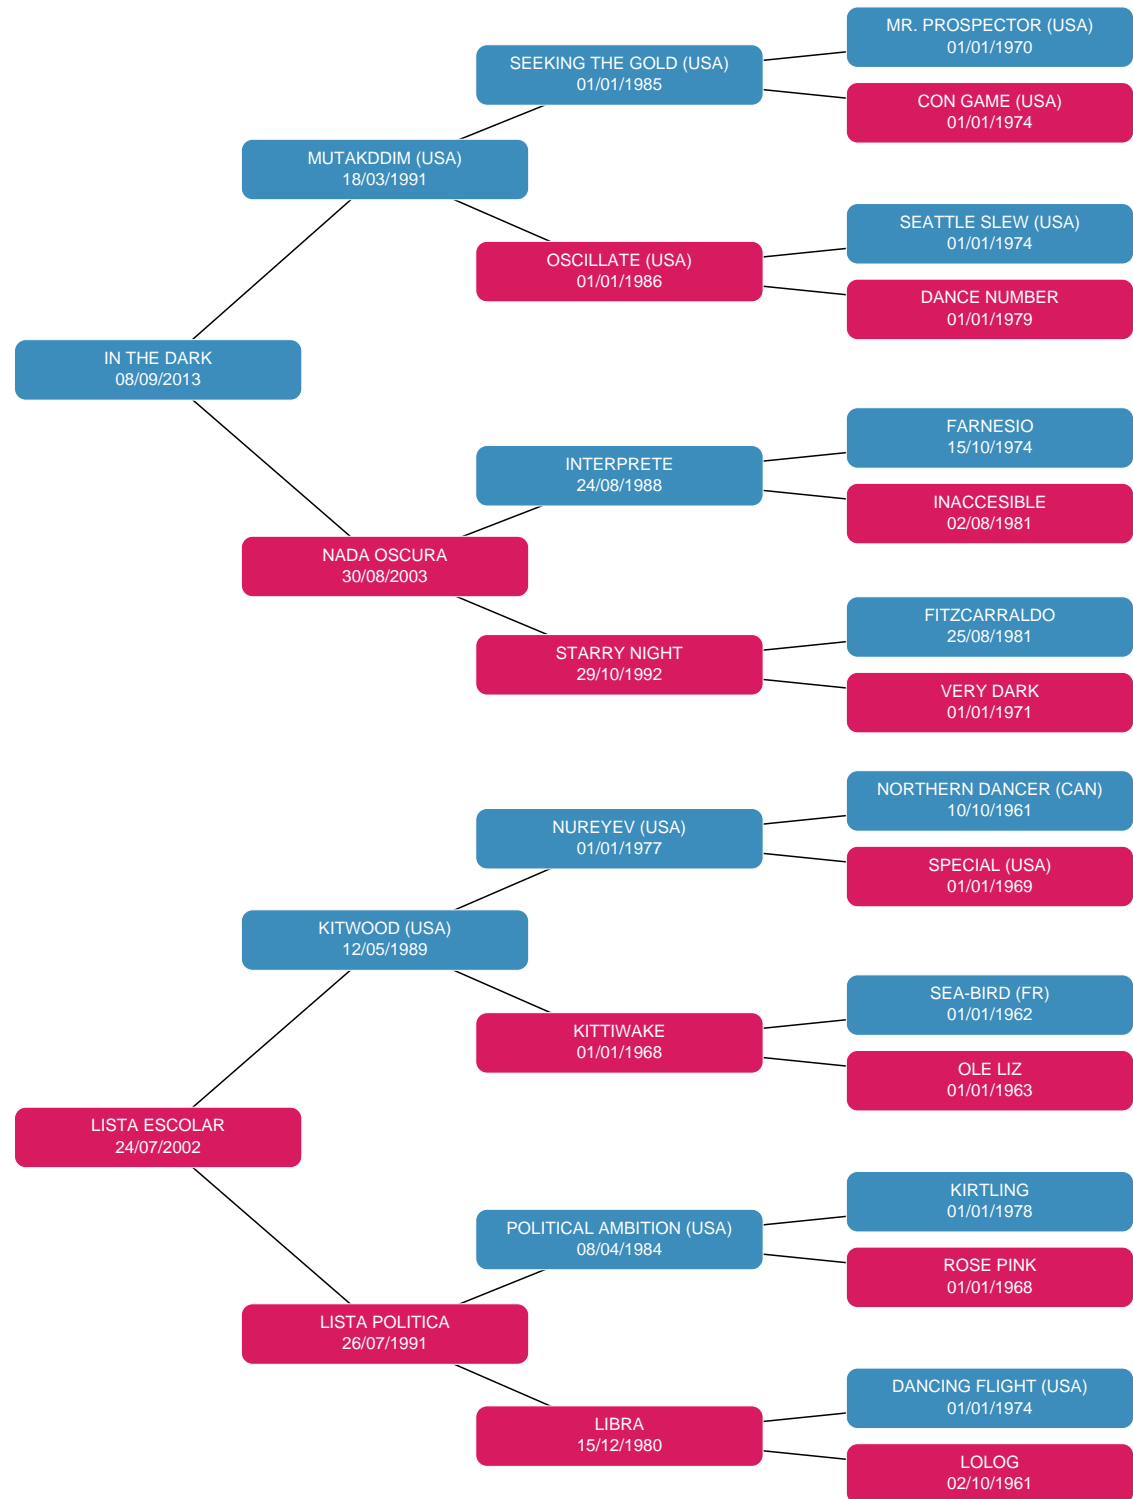 MR. PROSPECTOR (USA)
01/01/1970
SEEKING THE GOLD (USA)
01/01/1985
CON GAME (USA)
01/01/1974
MUTAKDDIM (USA)
18/03/1991
SEATTLE SLEW (USA)
01/01/1974
OSCILLATE (USA)
01/01/1986
DANCE NUMBER
01/01/1979
IN THE DARK
08/09/2013
FARNESIO
15/10/1974
INTERPRETE
24/08/1988
INACCESIBLE
02/08/1981
NADA OSCURA
30/08/2003
FITZCARRALDO
25/08/1981
STARRY NIGHT
29/10/1992
VERY DARK
01/01/1971
NORTHERN DANCER (CAN)
10/10/1961
NUREYEV (USA)
01/01/1977
SPECIAL (USA)
01/01/1969
KITWOOD (USA)
12/05/1989
SEA-BIRD (FR)
01/01/1962
KITTIWAKE
01/01/1968
OLE LIZ
01/01/1963
LISTA ESCOLAR
24/07/2002
KIRTLING
01/01/1978
POLITICAL AMBITION (USA)
08/04/1984
ROSE PINK
01/01/1968
LISTA POLITICA
26/07/1991
DANCING FLIGHT (USA)
01/01/1974
LIBRA
15/12/1980
LOLOG
02/10/1961